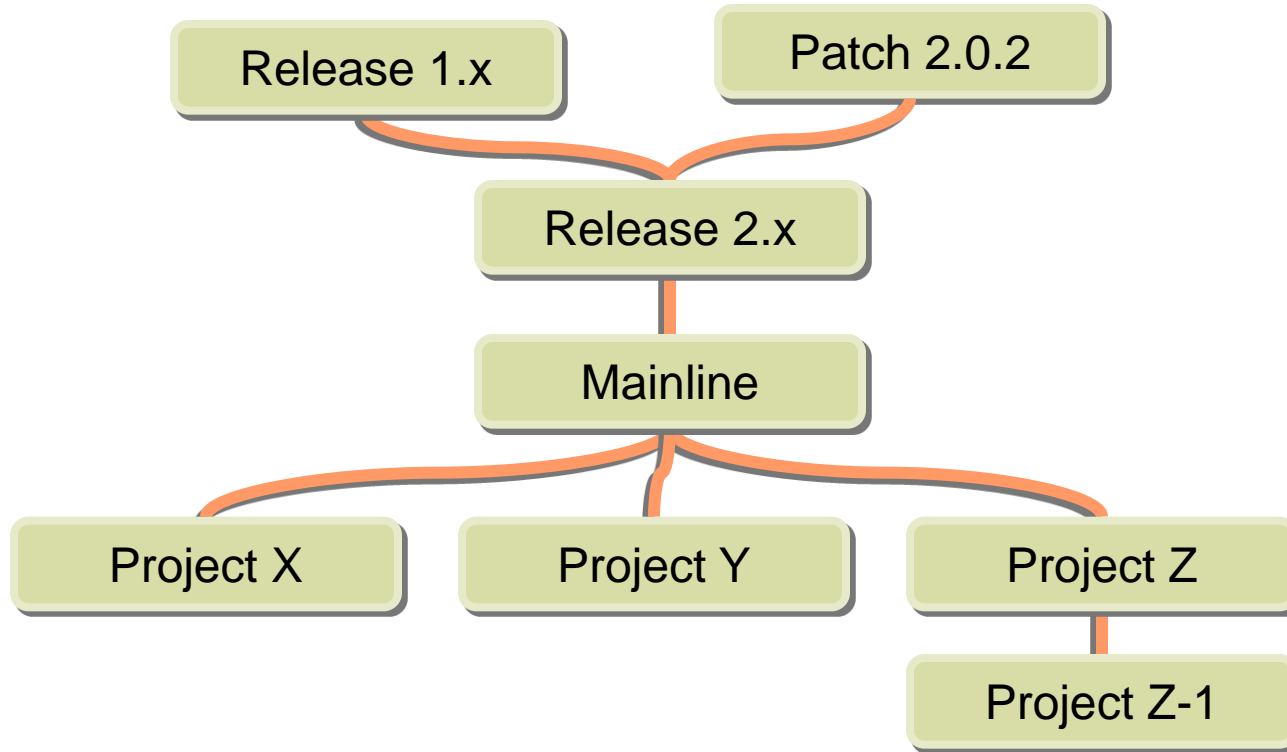 Release 1.x
Patch 2.0.2
Release 2.x
Mainline
Project X
Project Y
Project Z
Project Z-1